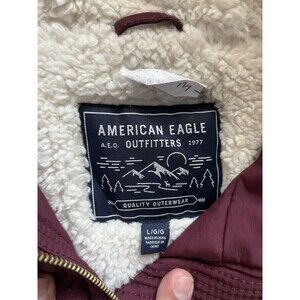 AMERICAN EAGLE
A.E.O. OUTFITTERS 1977
QUALITY OUTERWEAR
L/G/G